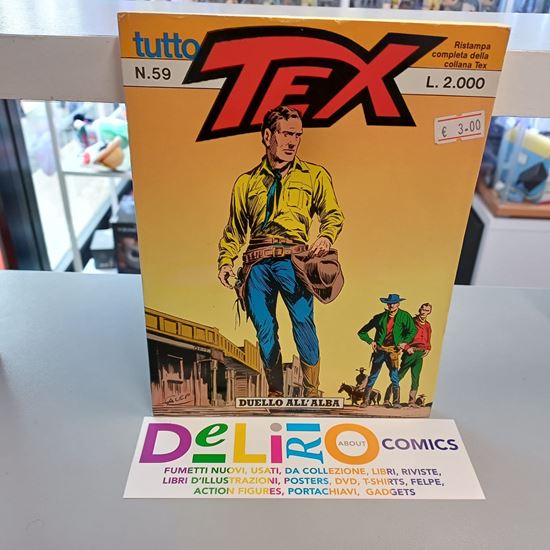 tutto TEX
N.59
Ristampa
completa della
collana Tex
L. 2.000
€ 3.00
DUELLO ALL'ALBA
DeLiRiO ABOUT COMICS
FUMETTI NUOVI, USATI, DA COLLEZIONE, LIBRI, RIVISTE,
LIBRI D'ILLUSTRAZIONI, POSTERS, DVD, T-SHIRTS, FELPE,
ACTION FIGURES, PORTACHIAVI, GADGETS